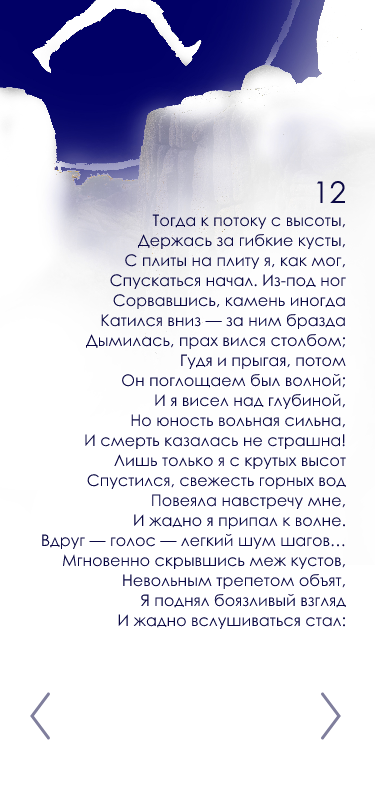 12
Тогда к потоку с высоты,
Держась за гибкие кусты,
С плиты на плиту я, как мог,
Спускаться начал. Из-под ног
Сорвавшись, камень иногда
Катился вниз — за ним бразда
Дымилась, прах вился столбом;
Гудя и прыгая, потом
Он поглощаем был волной;
И я висел над глубиной,
Но юность вольная сильна,
И смерть казалась не страшна!
Лишь только я с крутых высот
Спустился, свежесть горных вод
Повеяла навстречу мне,
И жадно я припал к волне.
Вдруг — голос — легкий шум шагов...
Мгновенно скрывшись меж кустов,
Невольным трепетом объят,
Я поднял боязливый взгляд
И жадно вслушиваться стал: